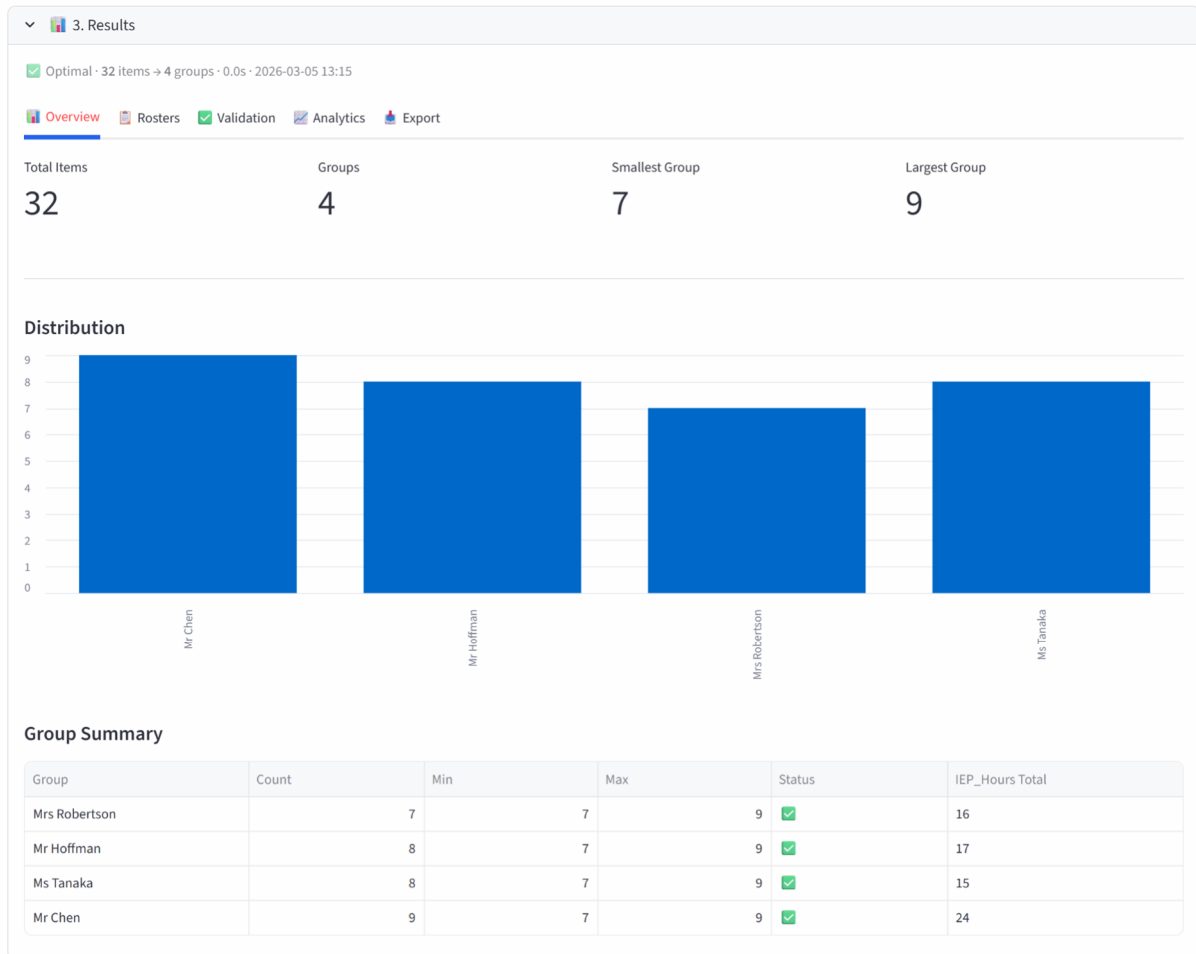 3. Results
Optimal · 32 items → 4 groups · 0.0s · 2026-03-05 13:15
Overview Rosters Validation Analytics Export
Total Items Groups Smallest Group Largest Group
32 4 7 9
Distribution
9
8
7
6
5
4
3
2
1
0
Mr Chen Mr Hoffman Mrs Robertson Ms Tanaka
Group Summary
Group Count Min Max Status IEP_Hours Total
Mrs Robertson 7 7 9 ✅ 16
Mr Hoffman 8 7 9 ✅ 17
Ms Tanaka 8 7 9 ✅ 15
Mr Chen 9 7 9 ✅ 24